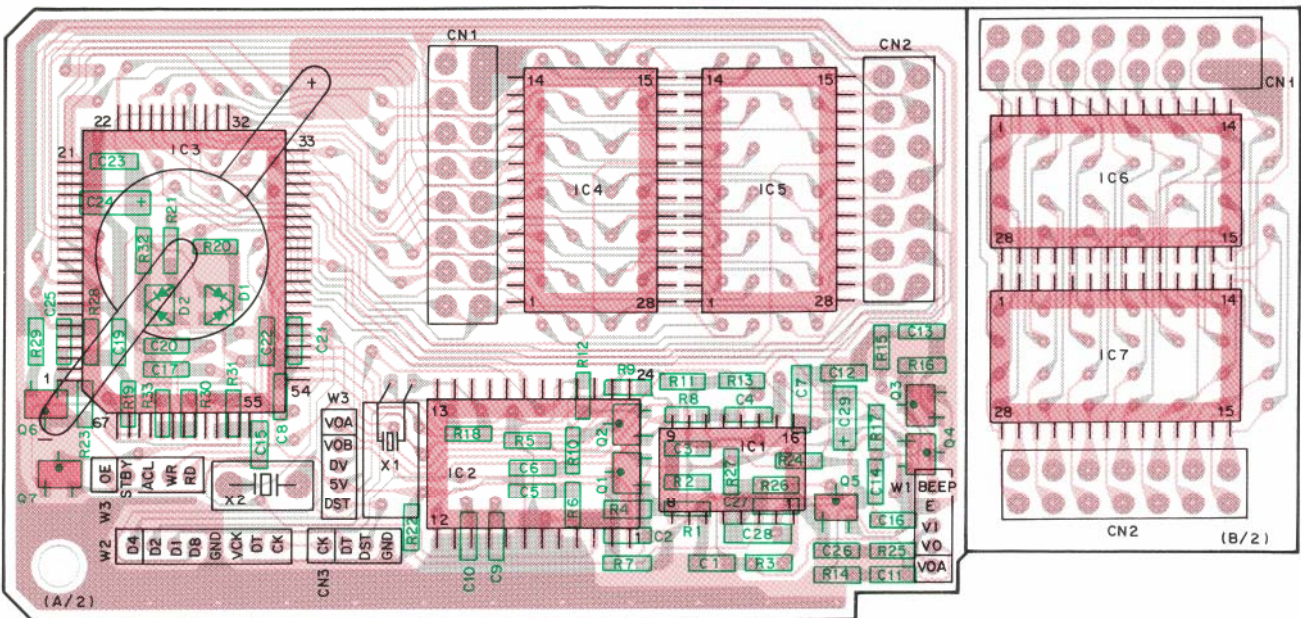 CN1
CN2
CN1
14
15
14
15
22
32
33
IC3
21
C23
C24 +
R21
R32
R20
D2
D1
IC4
IC5
1
14
IC6
28
15
1
14
IC7
28
15
C25
R28
R29
C19
C20
C17
C22
C21
1
28
1
28
1
54
R19
R33
R30
R31
55
C8
67
R23
Q6
Q7
C15
R12
R9
24
R11
R13
C7
C12
R15
C13
R16
Q3
R8
C4
C29 +
R17
Q4
W3
VOA
VOB
DV
5V
DST
X1
13
R18
R5
C6
C5
R10
R6
Q2
Q1
IC2
12
1
9
16
IC1
C3
R2
R27
R24
R26
C27
8
1
R4
C2
R1
C28
R7
C1
R3
Q5
C14
C16
C26
R25
R14
C11
W1
BEEP
E
V1
V0
VOA
W3
OE
STBY
ACL
WR
RD
X2
R22
C10
C9
W2
D4
D2
D1
D8
GND
VCK
DT
CK
CN3
CK
DT
DST
GND
CN2
(A/2)
(B/2)
+
−